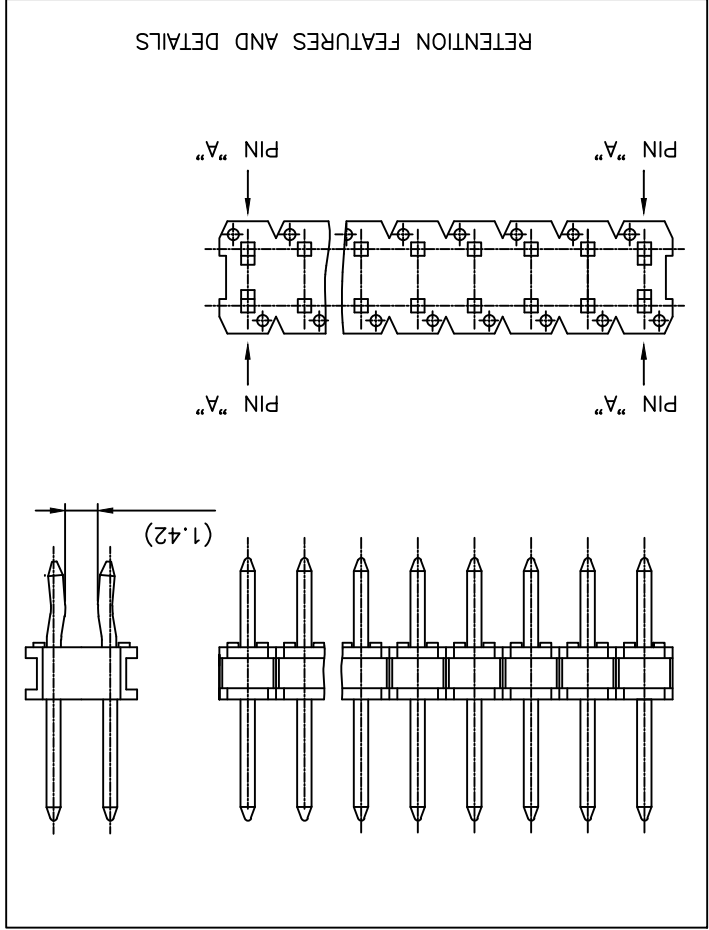 (1.42)
PIN "A" PIN "A"
PIN "A" PIN "A"
RETENTION FEATURES AND DETAILS